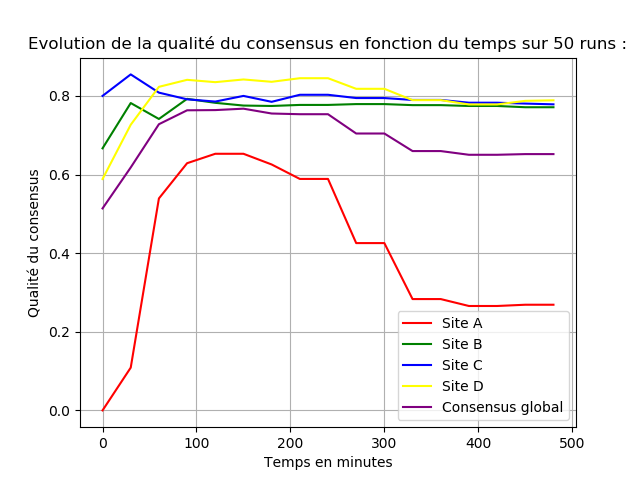 Evolution de la qualité du consensus en fonction du temps sur 50 runs :
Qualité du consensus
0.8
0.6
0.4
0.2
0.0
Site A
Site B
Site C
Site D
Consensus global
0 100 200 300 400 500
Temps en minutes